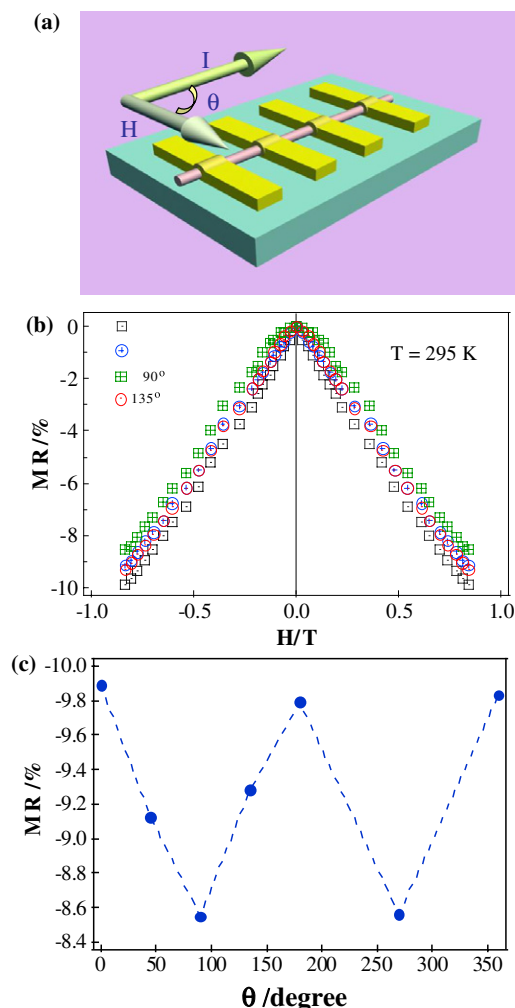 (a)
I
θ
H
(b)
0
-2
-4
-6
-8
-10
MR/%
90°
135°
T = 295 K
-1.0 -0.5 0.0 0.5 1.0
H/T
(c)
-10.0
-9.8
-9.6
-9.4
-9.2
-9.0
-8.8
-8.6
-8.4
MR/%
0 50 100 150 200 250 300 350
θ/degree